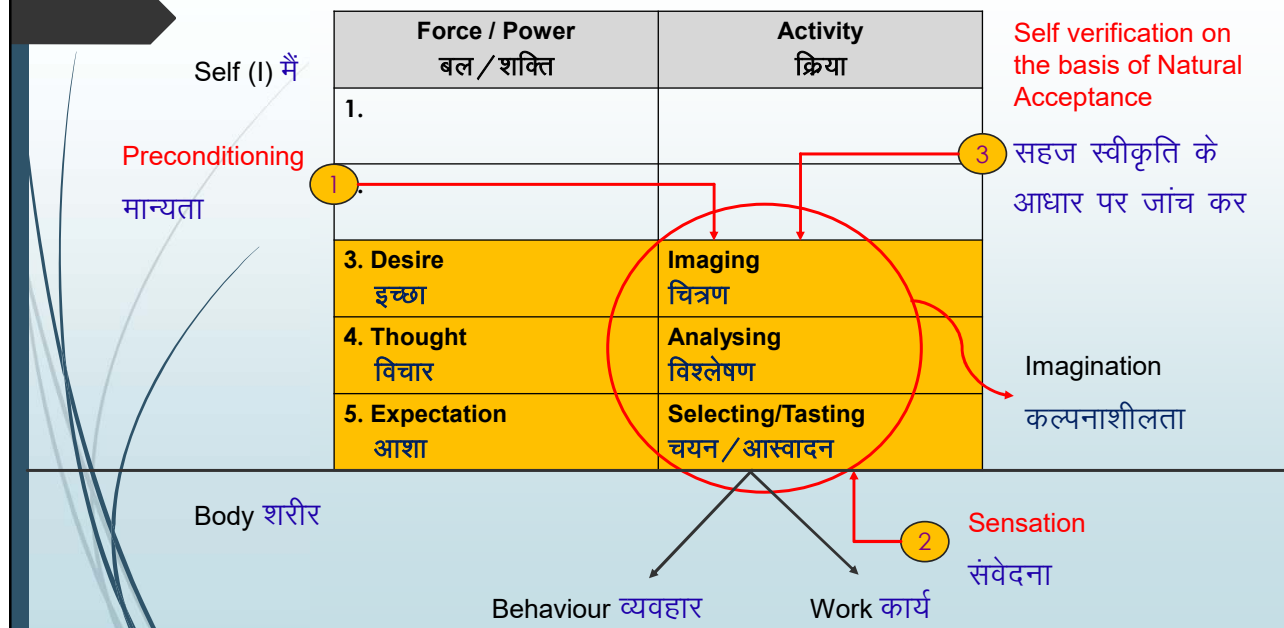 Self (I) मैं
Force / Power
बल / शक्ति
Activity
क्रिया
1.
.
3. Desire
इच्छा
Imaging
चित्रण
4. Thought
विचार
Analysing
विश्लेषण
5. Expectation
आशा
Selecting/Tasting
चयन / आस्वादन
Preconditioning
मान्यता
1
Self verification on
the basis of Natural
Acceptance
3
सहज स्वीकृति के
आधार पर जांच कर
Imagination
कल्पनाशीलता
Body शरीर
2
Sensation
संवेदना
Behaviour व्यवहार
Work कार्य